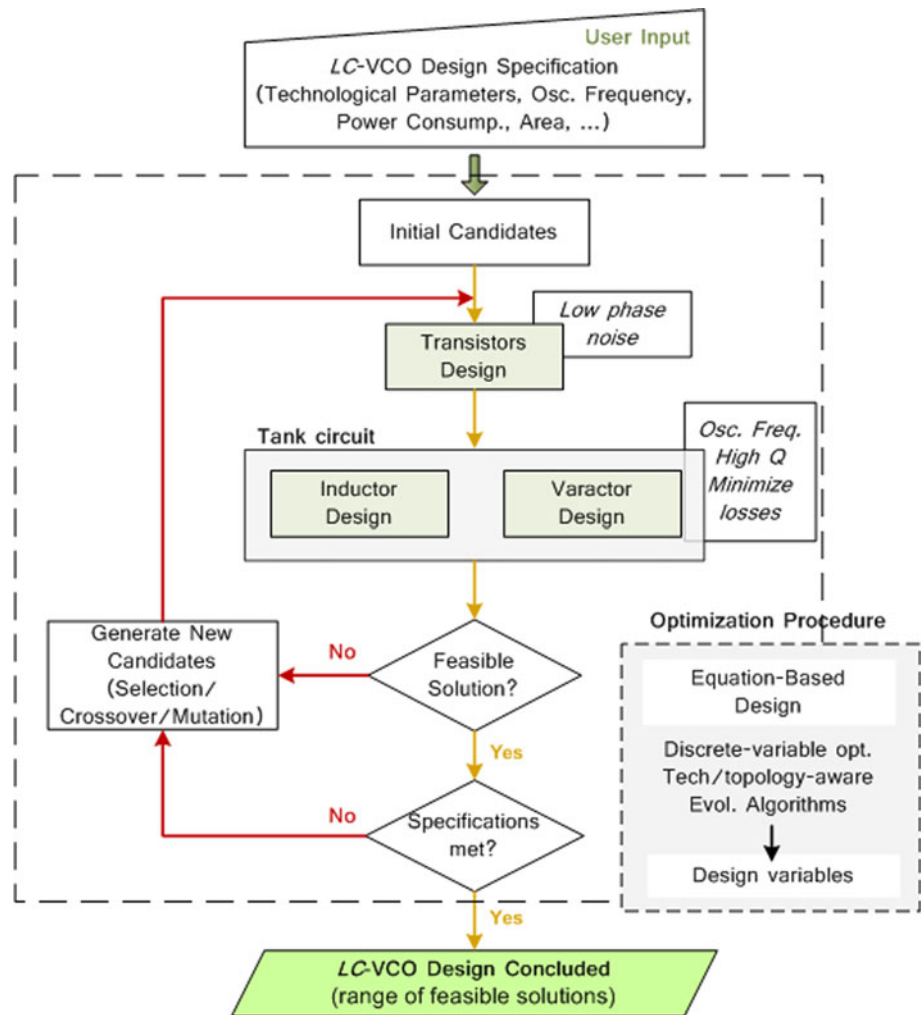 User Input
LC-VCO Design Specification
(Technological Parameters, Osc. Frequency,
Power Consump., Area, ...)
Initial Candidates
Low phase
noise
Transistors
Design
Tank circuit
Osc. Freq.
High Q
Minimize
losses
Inductor
Design
Varactor
Design
Generate New
Candidates
(Selection/
Crossover/Mutation)
No
Feasible
Solution?
Yes
No
Specifications
met?
Yes
Optimization Procedure
Equation-Based
Design
Discrete-variable opt.
Tech/topology-aware
Evol. Algorithms
Design variables
LC-VCO Design Concluded
(range of feasible solutions)